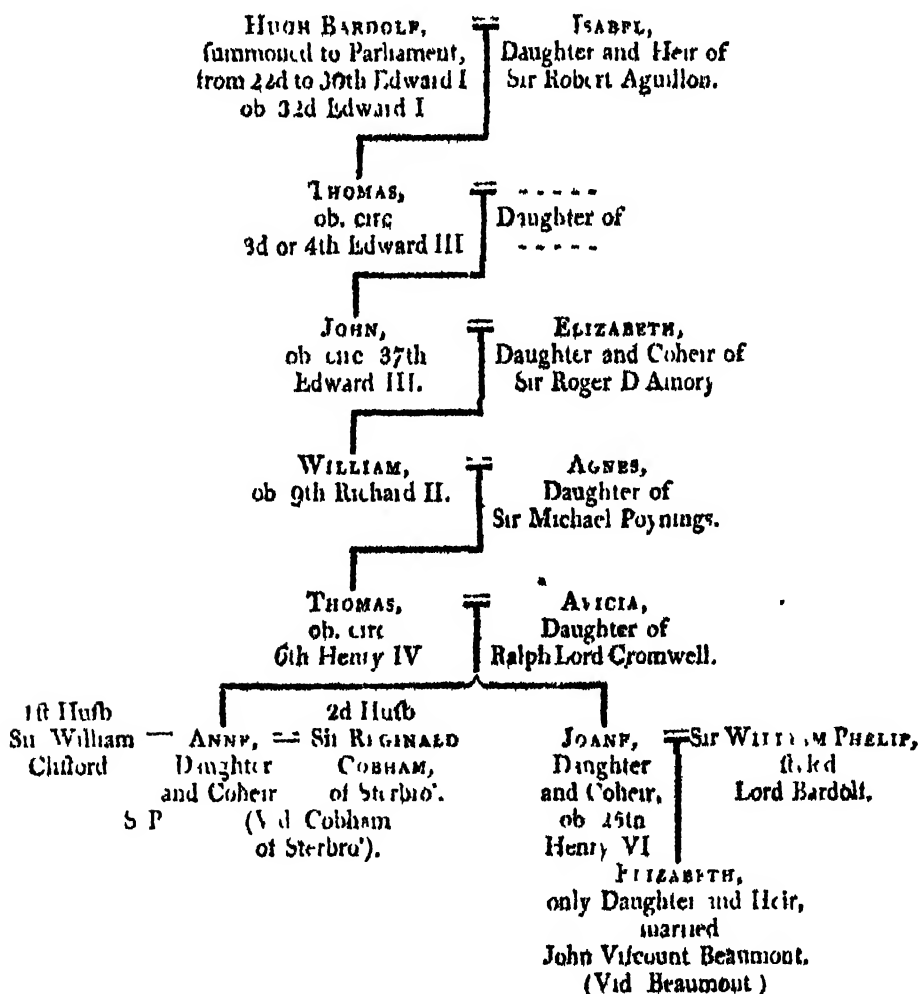 HUGH BARDOLF,
ſummoned to Parliament,
from 22d to 30th Edward I
ob 32d Edward I
ISABEL,
Daughter and Heir of
Sir Robert Aguillon.
THOMAS,
ob. circ
3d or 4th Edward III
- - - - -
Daughter of
- - - - -
JOHN,
ob circ 37th
Edward III.
ELIZABETH,
Daughter and Coheir of
Sir Roger D Amory
WILLIAM,
ob 9th Richard II.
AGNES,
Daughter of
Sir Michael Poynings.
THOMAS,
ob. circ
6th Henry IV
AVICIA,
Daughter of
Ralph Lord Cromwell.
1ſt Huſb
Sir William
Clifford
ANNE,
Daughter
and Coheir
S P
2d Huſb
Sir REGINALD
COBHAM,
of Sterbro'.
(Vid Cobham
of Sterbro').
JOANE,
Daughter
and Coheir,
ob 25th
Henry VI
Sir WILLIAM PHELIP,
ſtiled
Lord Bardolf.
ELIZABETH,
only Daughter and Heir,
married
John Viſcount Beaumont.
(Vid Beaumont)